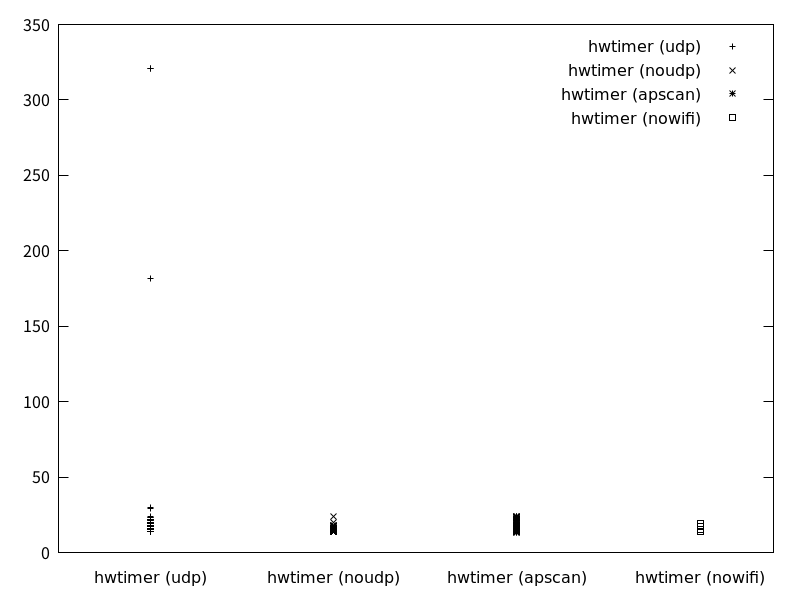 350
300
250
200
150
100
50
0
hwtimer (udp)
hwtimer (noudp)
hwtimer (apscan)
hwtimer (nowifi)
hwtimer (udp) hwtimer (noudp) hwtimer (apscan) hwtimer (nowifi)